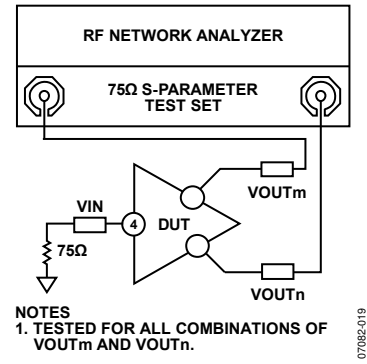 RF NETWORK ANALYZER
75Ω S-PARAMETER
TEST SET
VOUTm
VIN
4
DUT
75Ω
VOUTn
NOTES
1. TESTED FOR ALL COMBINATIONS OF
VOUTm AND VOUTn.
07082-019